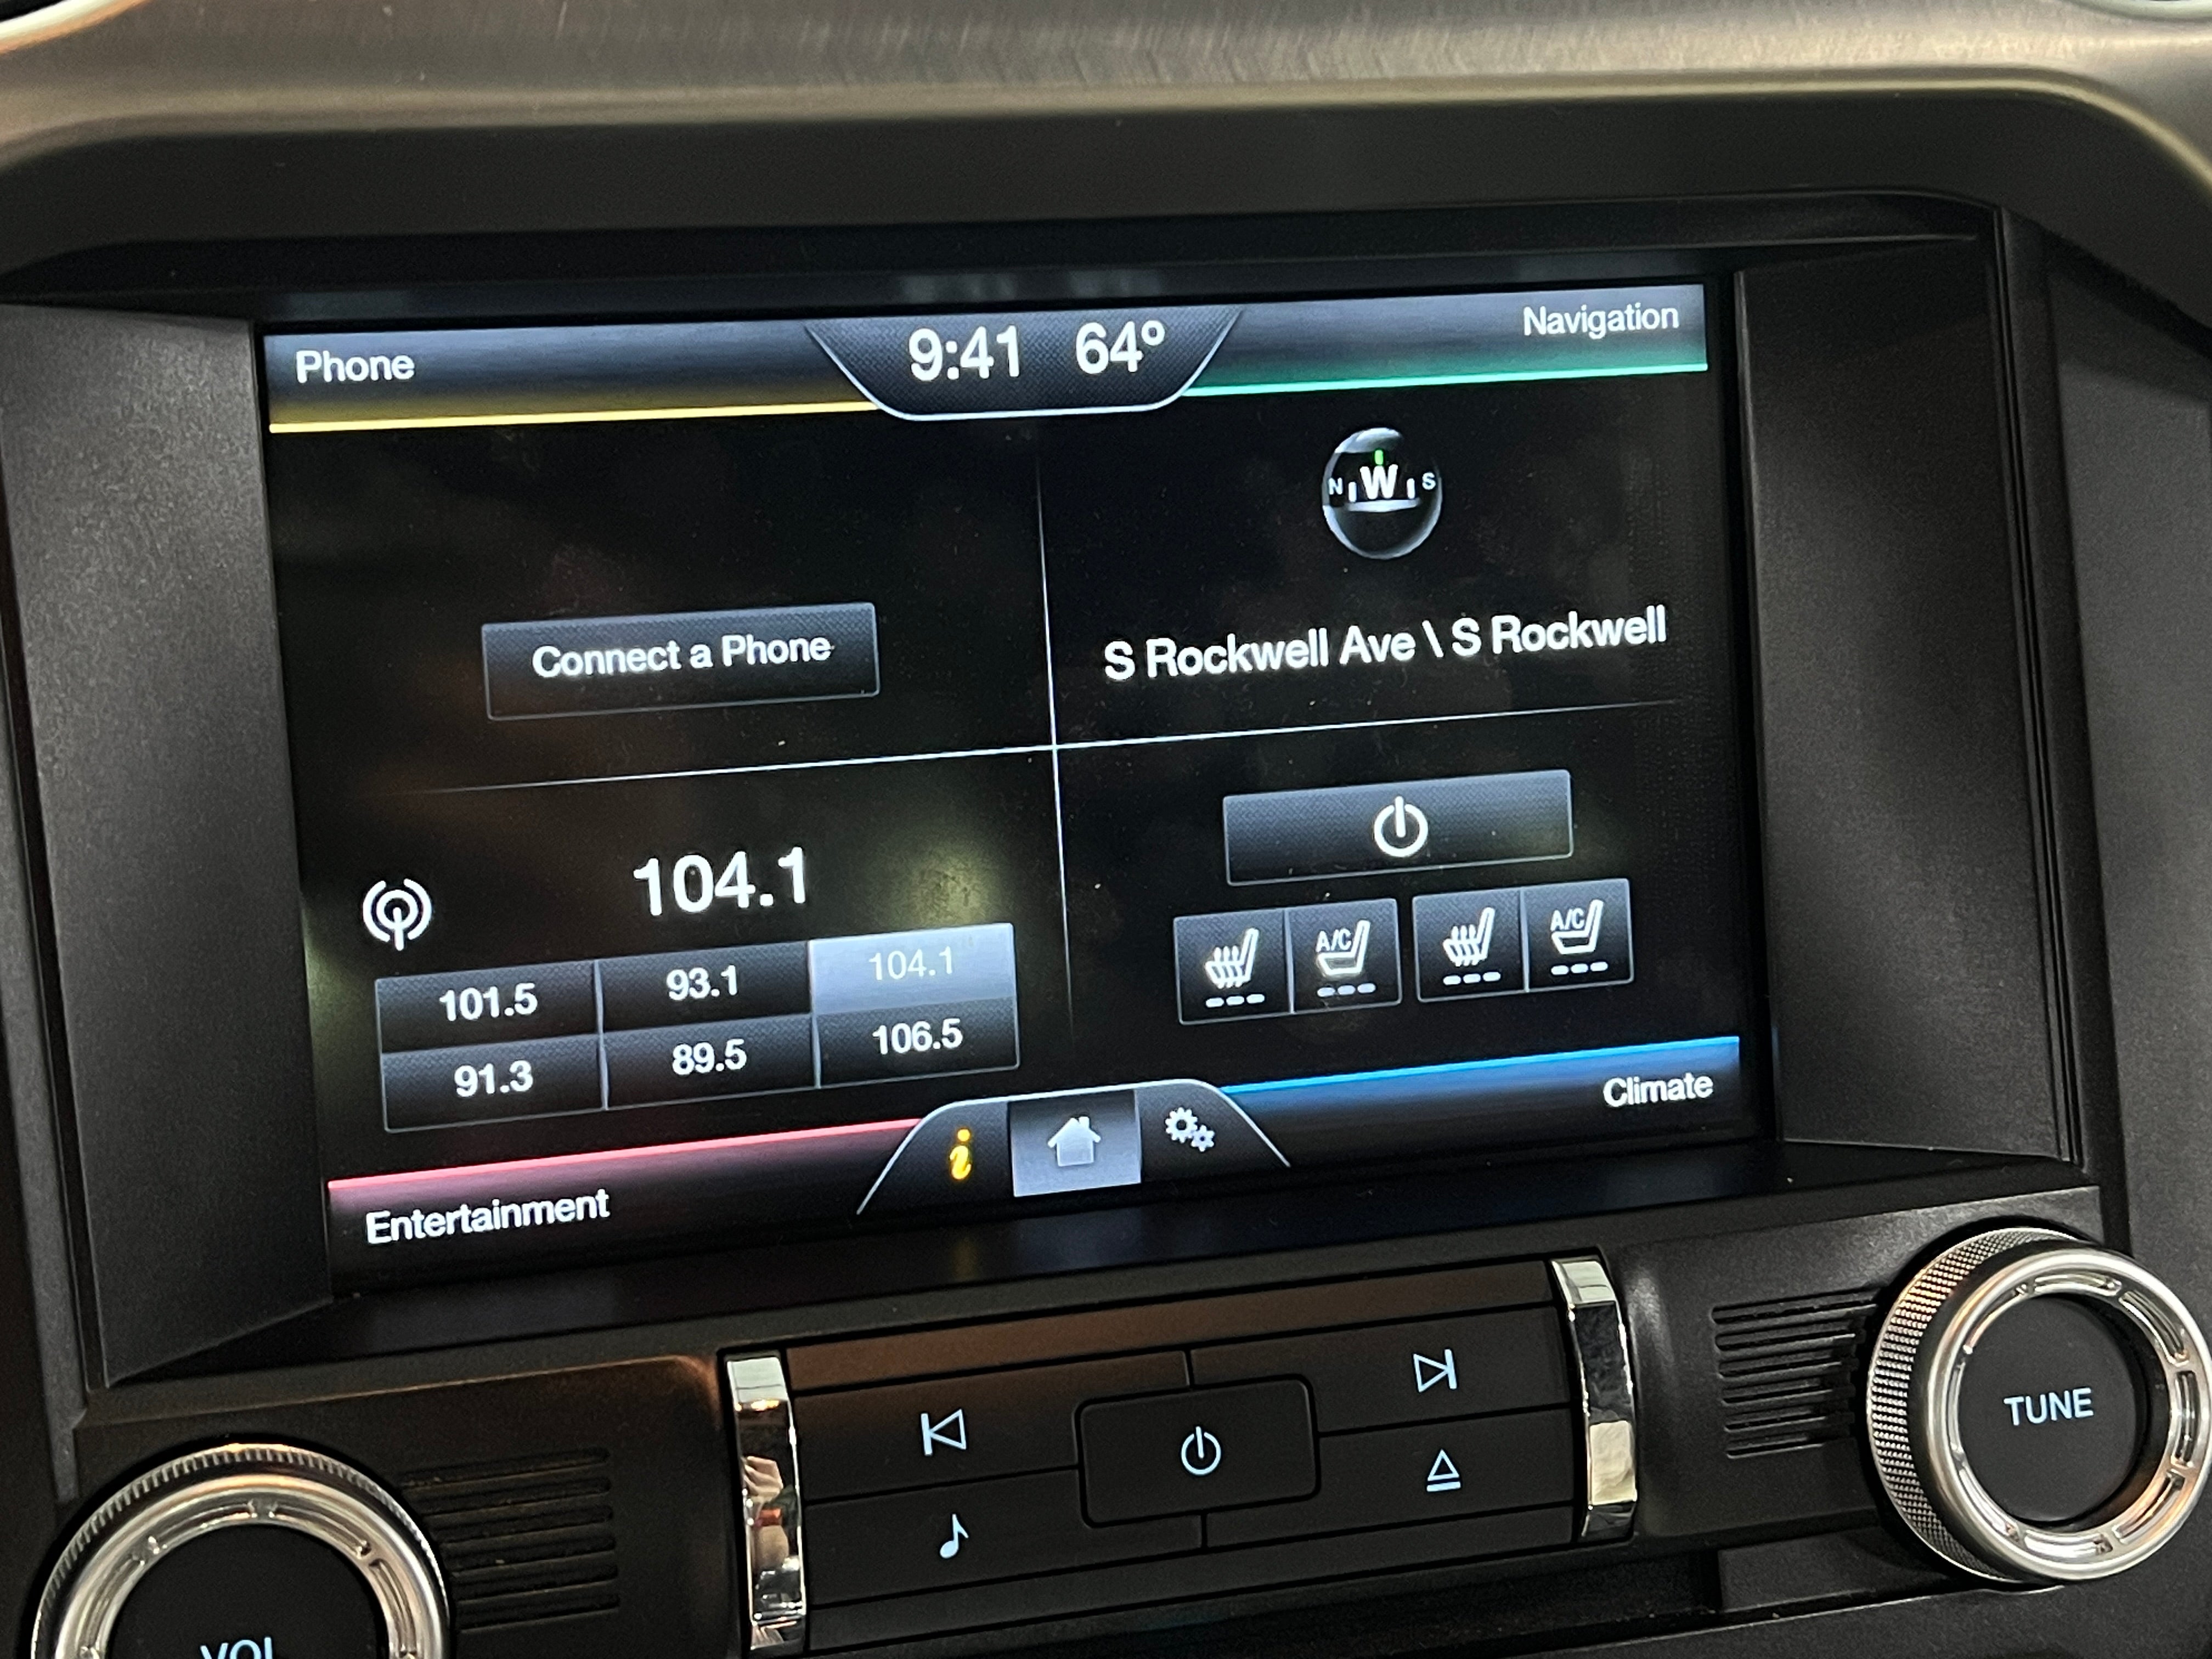 Phone
9:41 64°
Navigation
N W S
Connect a Phone
S Rockwell Ave \ S Rockwell
104.1
101.5 93.1 104.1
91.3 89.5 106.5
A/C A/C
Entertainment
i
Climate
TUNE
VOL